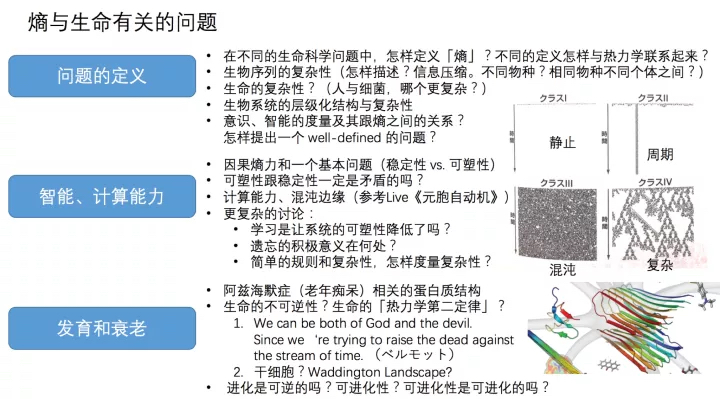 熵与生命有关的问题
问题的定义
• 在不同的生命科学问题中，怎样定义「熵」？不同的定义怎样与热力学联系起来？
• 生物序列的复杂性（怎样描述？信息压缩。不同物种？相同物种不同个体之间？）
• 生命的复杂性？（人与细菌，哪个更复杂？）
• 生物系统的层级化结构与复杂性
• 意识、智能的度量及其跟熵之间的关系？
怎样提出一个 well-defined 的问题？
智能、计算能力
• 因果熵力和一个基本问题（稳定性 vs. 可塑性）
• 可塑性跟稳定性一定是矛盾的吗？
• 计算能力、混沌边缘（参考Live《元胞自动机》）
• 更复杂的讨论：
• 学习是让系统的可塑性降低了吗？
• 遗忘的积极意义在何处？
• 简单的规则和复杂性，怎样度量复杂性？
クラスI
時間
静止
クラスII
時間
周期
クラスIII
時間
混沌
クラスIV
時間
复杂
发育和衰老
• 阿兹海默症（老年痴呆）相关的蛋白质结构
• 生命的不可逆性？生命的「热力学第二定律」？
1. We can be both of God and the devil.
Since we ‘re trying to raise the dead against
the stream of time. （ベルモット）
2. 干细胞？Waddington Landscape?
• 进化是可逆的吗？可进化性？可进化性是可进化的吗？